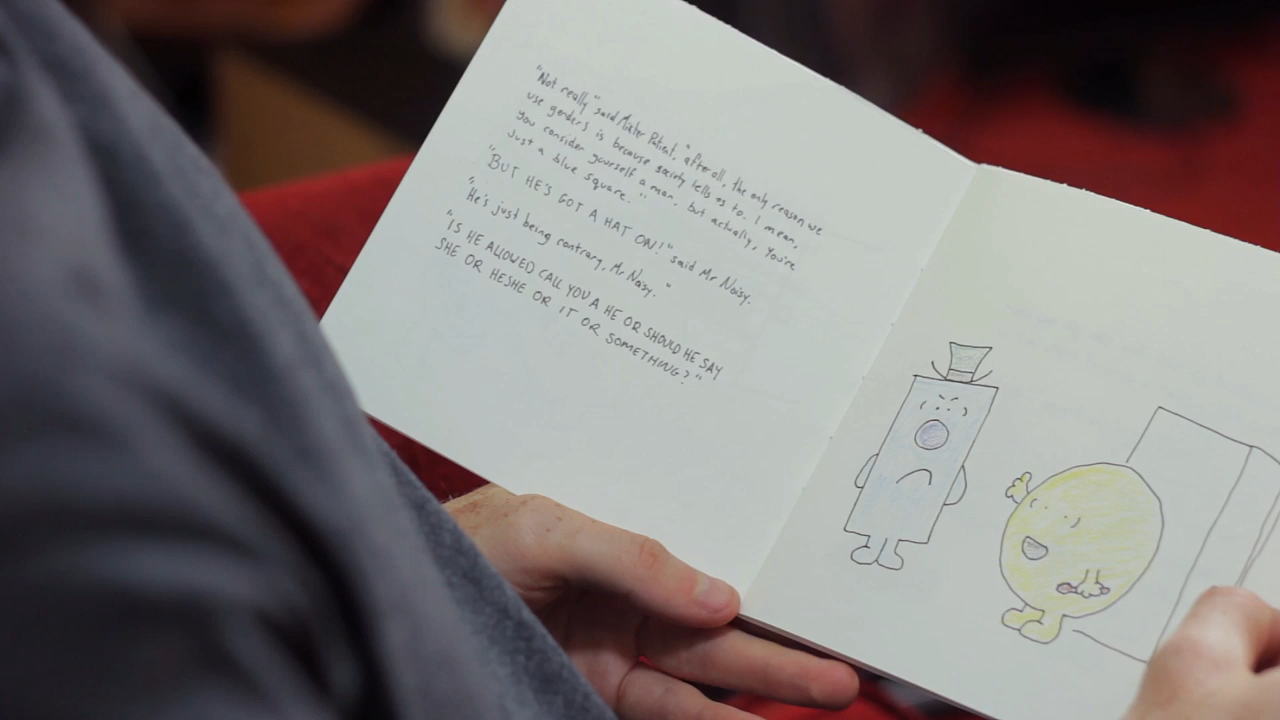 "Not really" said Mister Patient, "after all, the only reason we
use genders is because society tells us to. I mean,
you consider yourself a man, but actually, you're
just a blue square."
"BUT HE'S GOT A HAT ON!" said Mr Noisy.
"He's just being contrary, Mr Nasy."
"IS HE ALLOWED CALL YOU A HE OR SHOULD HE SAY
SHE OR HESHE OR IT OR SOMETHING?"